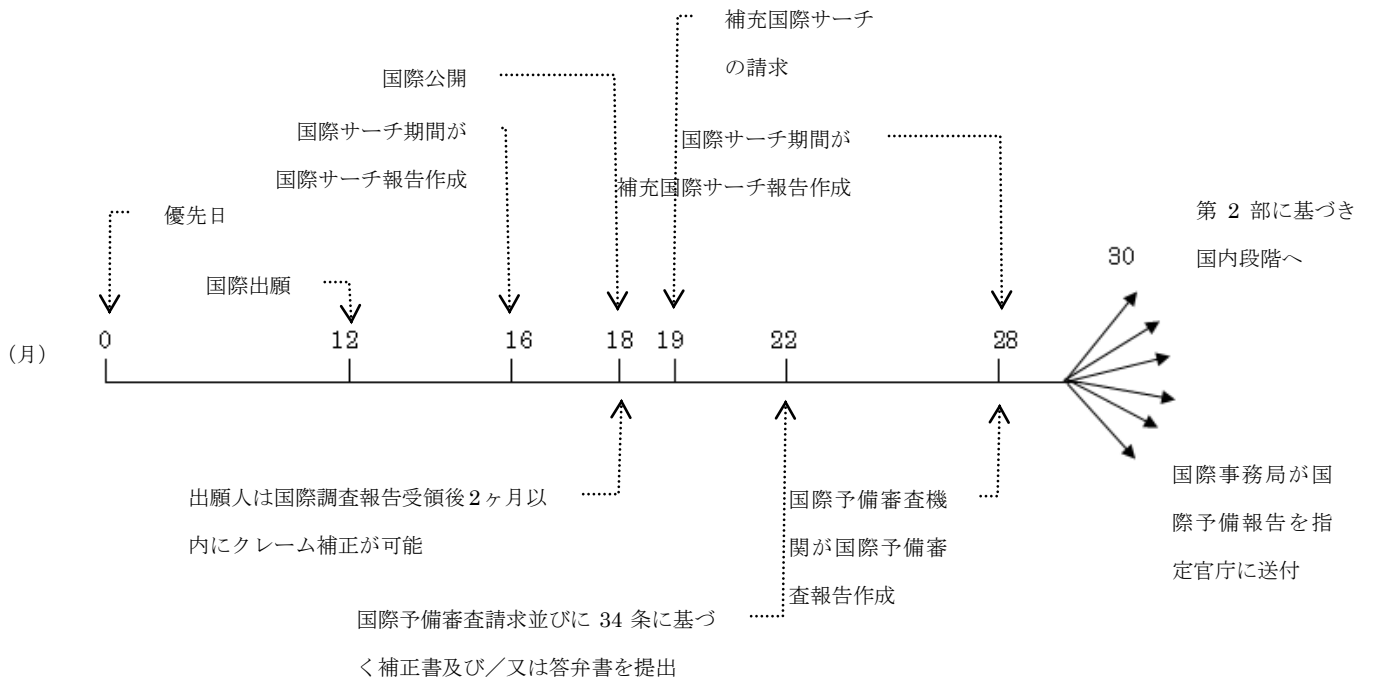 補充国際サーチ
の請求
国際公開
国際サーチ期間が
国際サーチ報告作成
国際サーチ期間が
補充国際サーチ報告作成
優先日
国際出願
第 2 部に基づき
国内段階へ
30
(月)
0 12 16 18 19 22 28
出願人は国際調査報告受領後2ヶ月以
内にクレーム補正が可能
国際予備審査機
関が国際予備審
査報告作成
国際事務局が国
際予備報告を指
定官庁に送付
国際予備審査請求並びに 34 条に基づ
く補正書及び/又は答弁書を提出